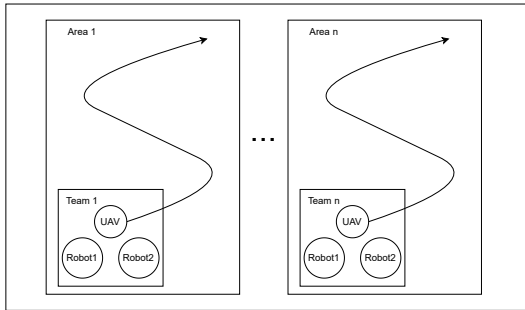 Area 1
Area n
...
Team 1
Team n
UAV
UAV
Robot1
Robot2
Robot1
Robot2